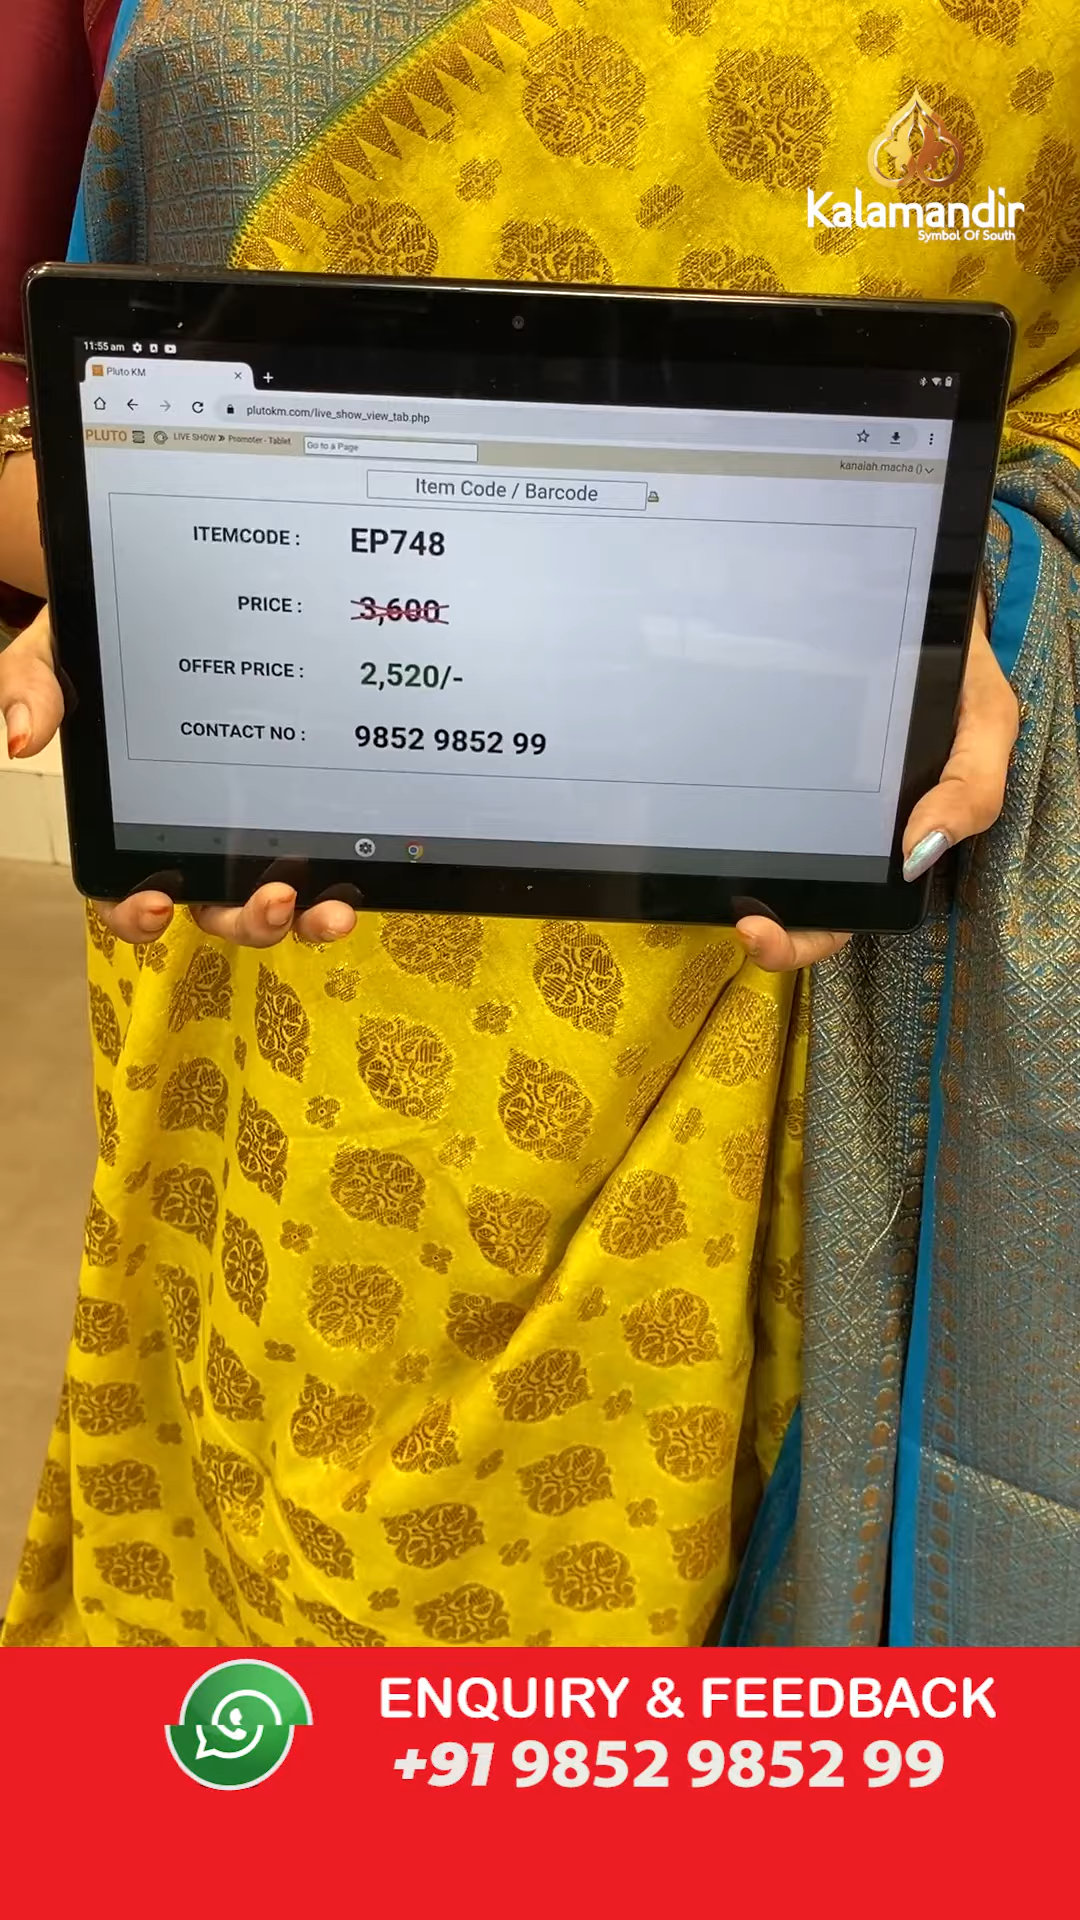 Kalamandir
Symbol Of South
11:55 am
Pluto KM
plutokm.com/live_show_view_tab.php
PLUTO LIVE SHOW » Promoter - Tablet Go to a Page
kanaiah.macha ()
Item Code / Barcode
ITEMCODE : EP748
PRICE : 3,600
OFFER PRICE : 2,520/-
CONTACT NO : 9852 9852 99
ENQUIRY & FEEDBACK
+91 9852 9852 99